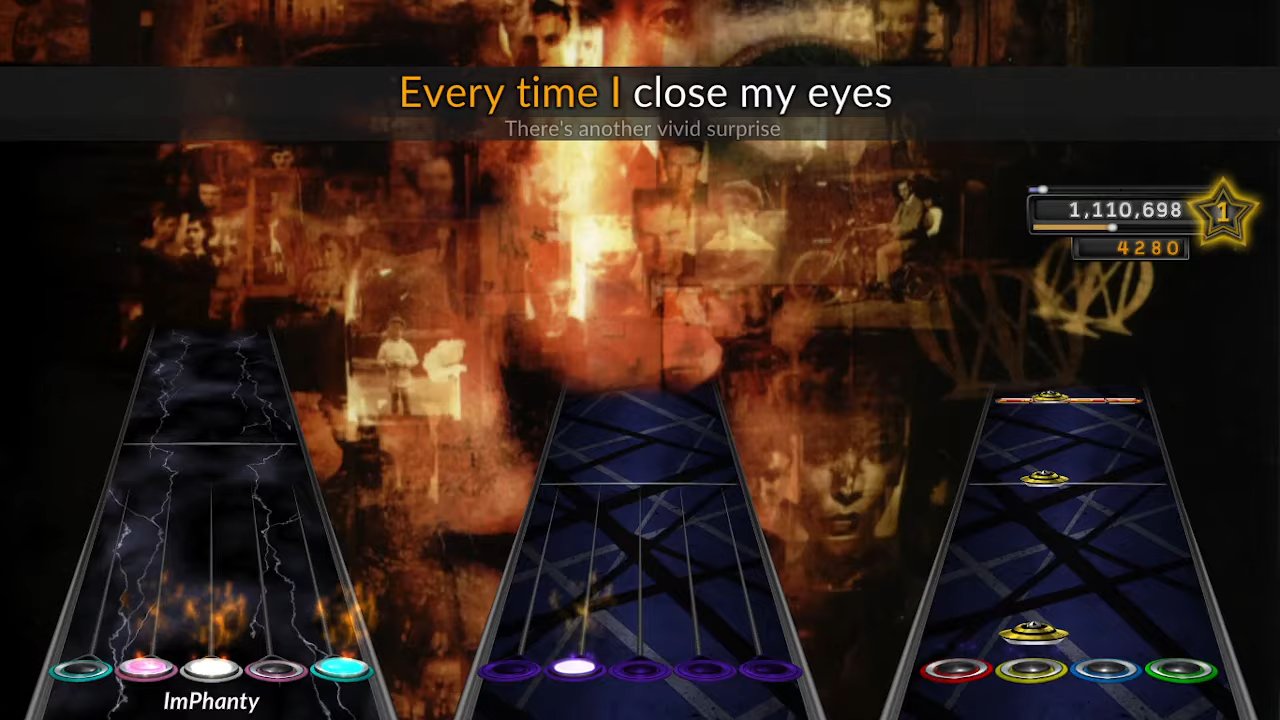 Every time I close my eyes
There's another vivid surprise
1,110,698
1
4280
ImPhanty